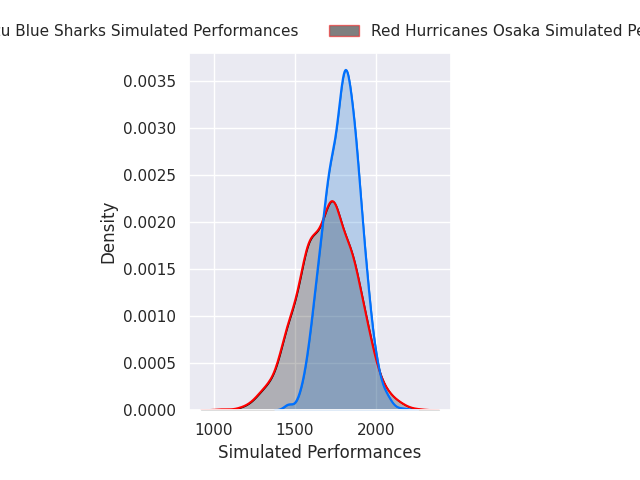 Blue Sharks Simulated Performances
Red Hurricanes Osaka Simulated
0.0035
0.0030
0.0025
0.0020
0.0015
0.0010
0.0005
0.0000
Density
1000 1500 2000
Simulated Performances